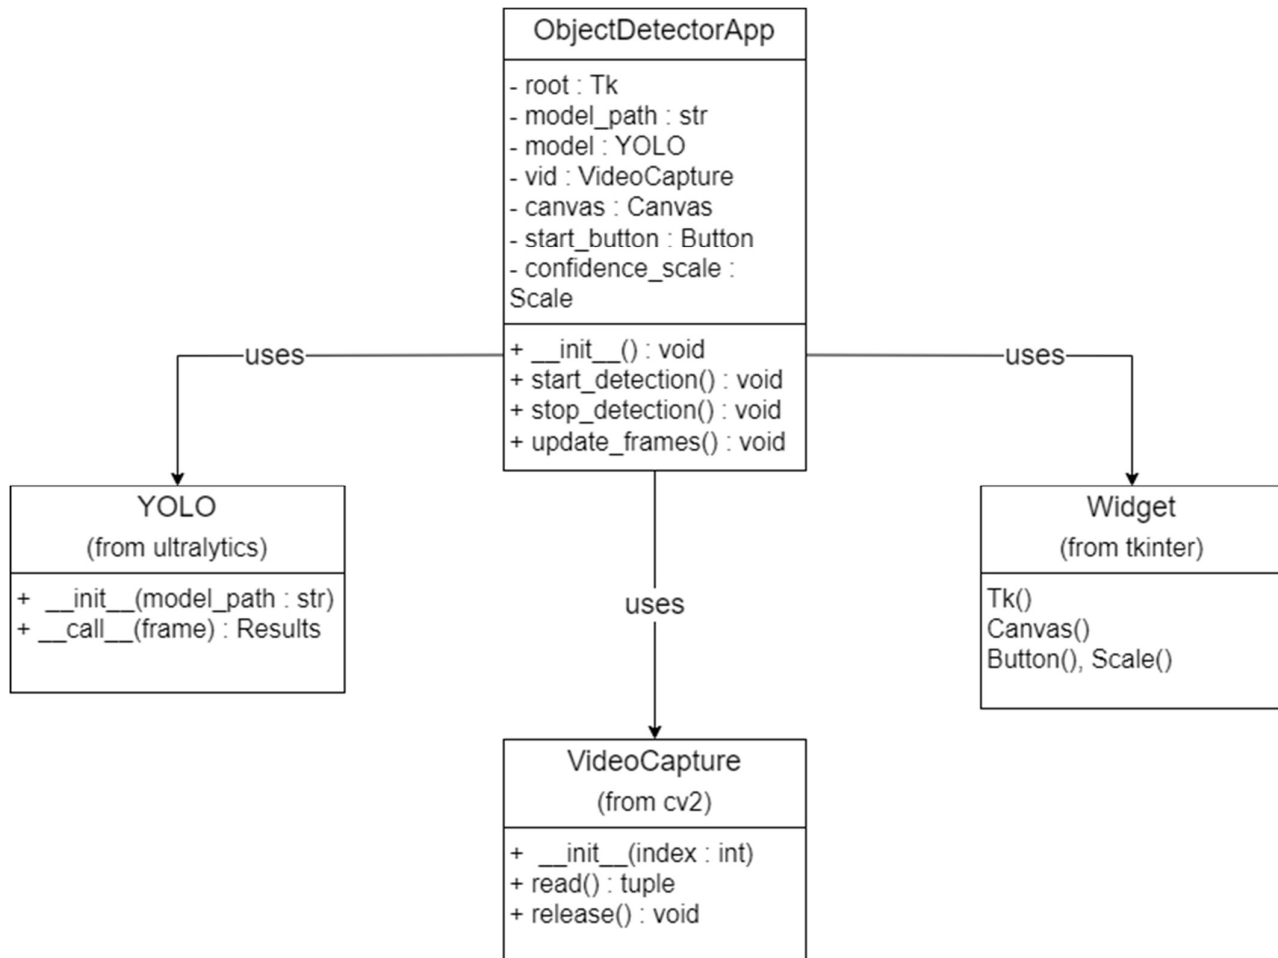 ObjectDetectorApp
- root : Tk
- model_path : str
- model : YOLO
- vid : VideoCapture
- canvas : Canvas
- start_button : Button
- confidence_scale :
Scale
+ __init__() : void
+ start_detection() : void
+ stop_detection() : void
+ update_frames() : void
uses
uses
uses
YOLO
(from ultralytics)
+ __init__(model_path : str)
+ __call__(frame) : Results
Widget
(from tkinter)
Tk()
Canvas()
Button(), Scale()
VideoCapture
(from cv2)
+ __init__(index : int)
+ read() : tuple
+ release() : void